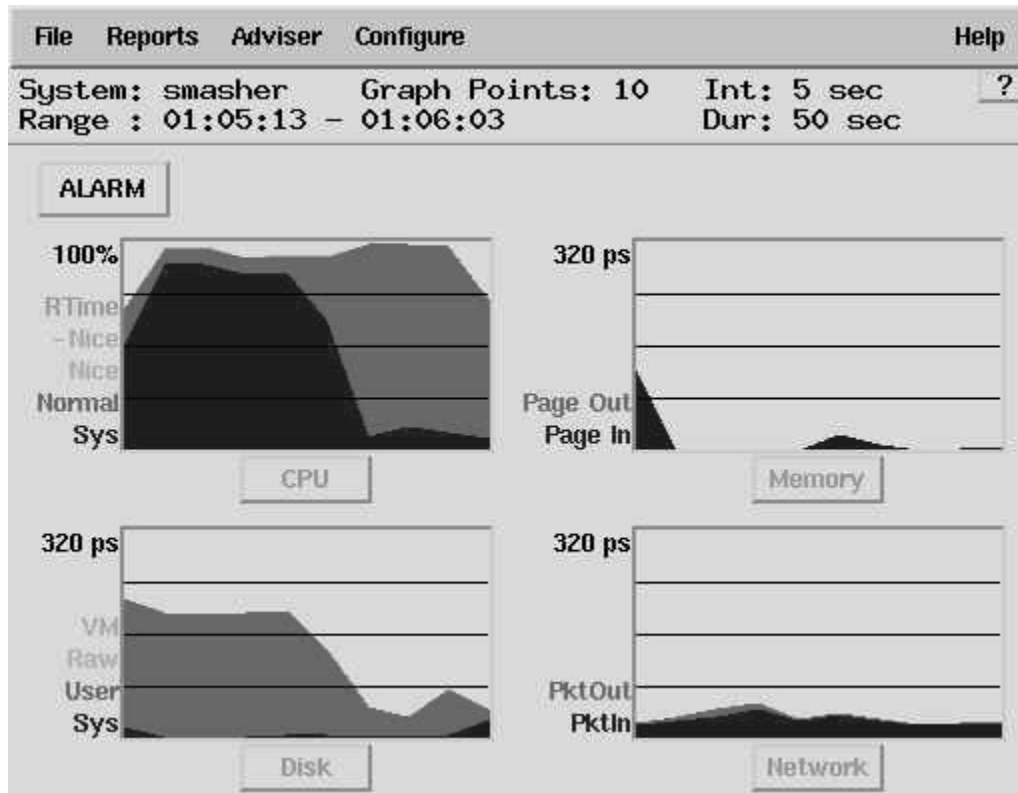 File Reports Adviser Configure Help
System: smasher Graph Points: 10 Int: 5 sec ?
Range : 01:05:13 - 01:06:03 Dur: 50 sec
ALARM
100%
RTime
-Nice
Nice
Normal
Sys
CPU
320 ps
Page Out
Page In
Memory
320 ps
VM
Raw
User
Sys
Disk
320 ps
PktOut
PktIn
Network